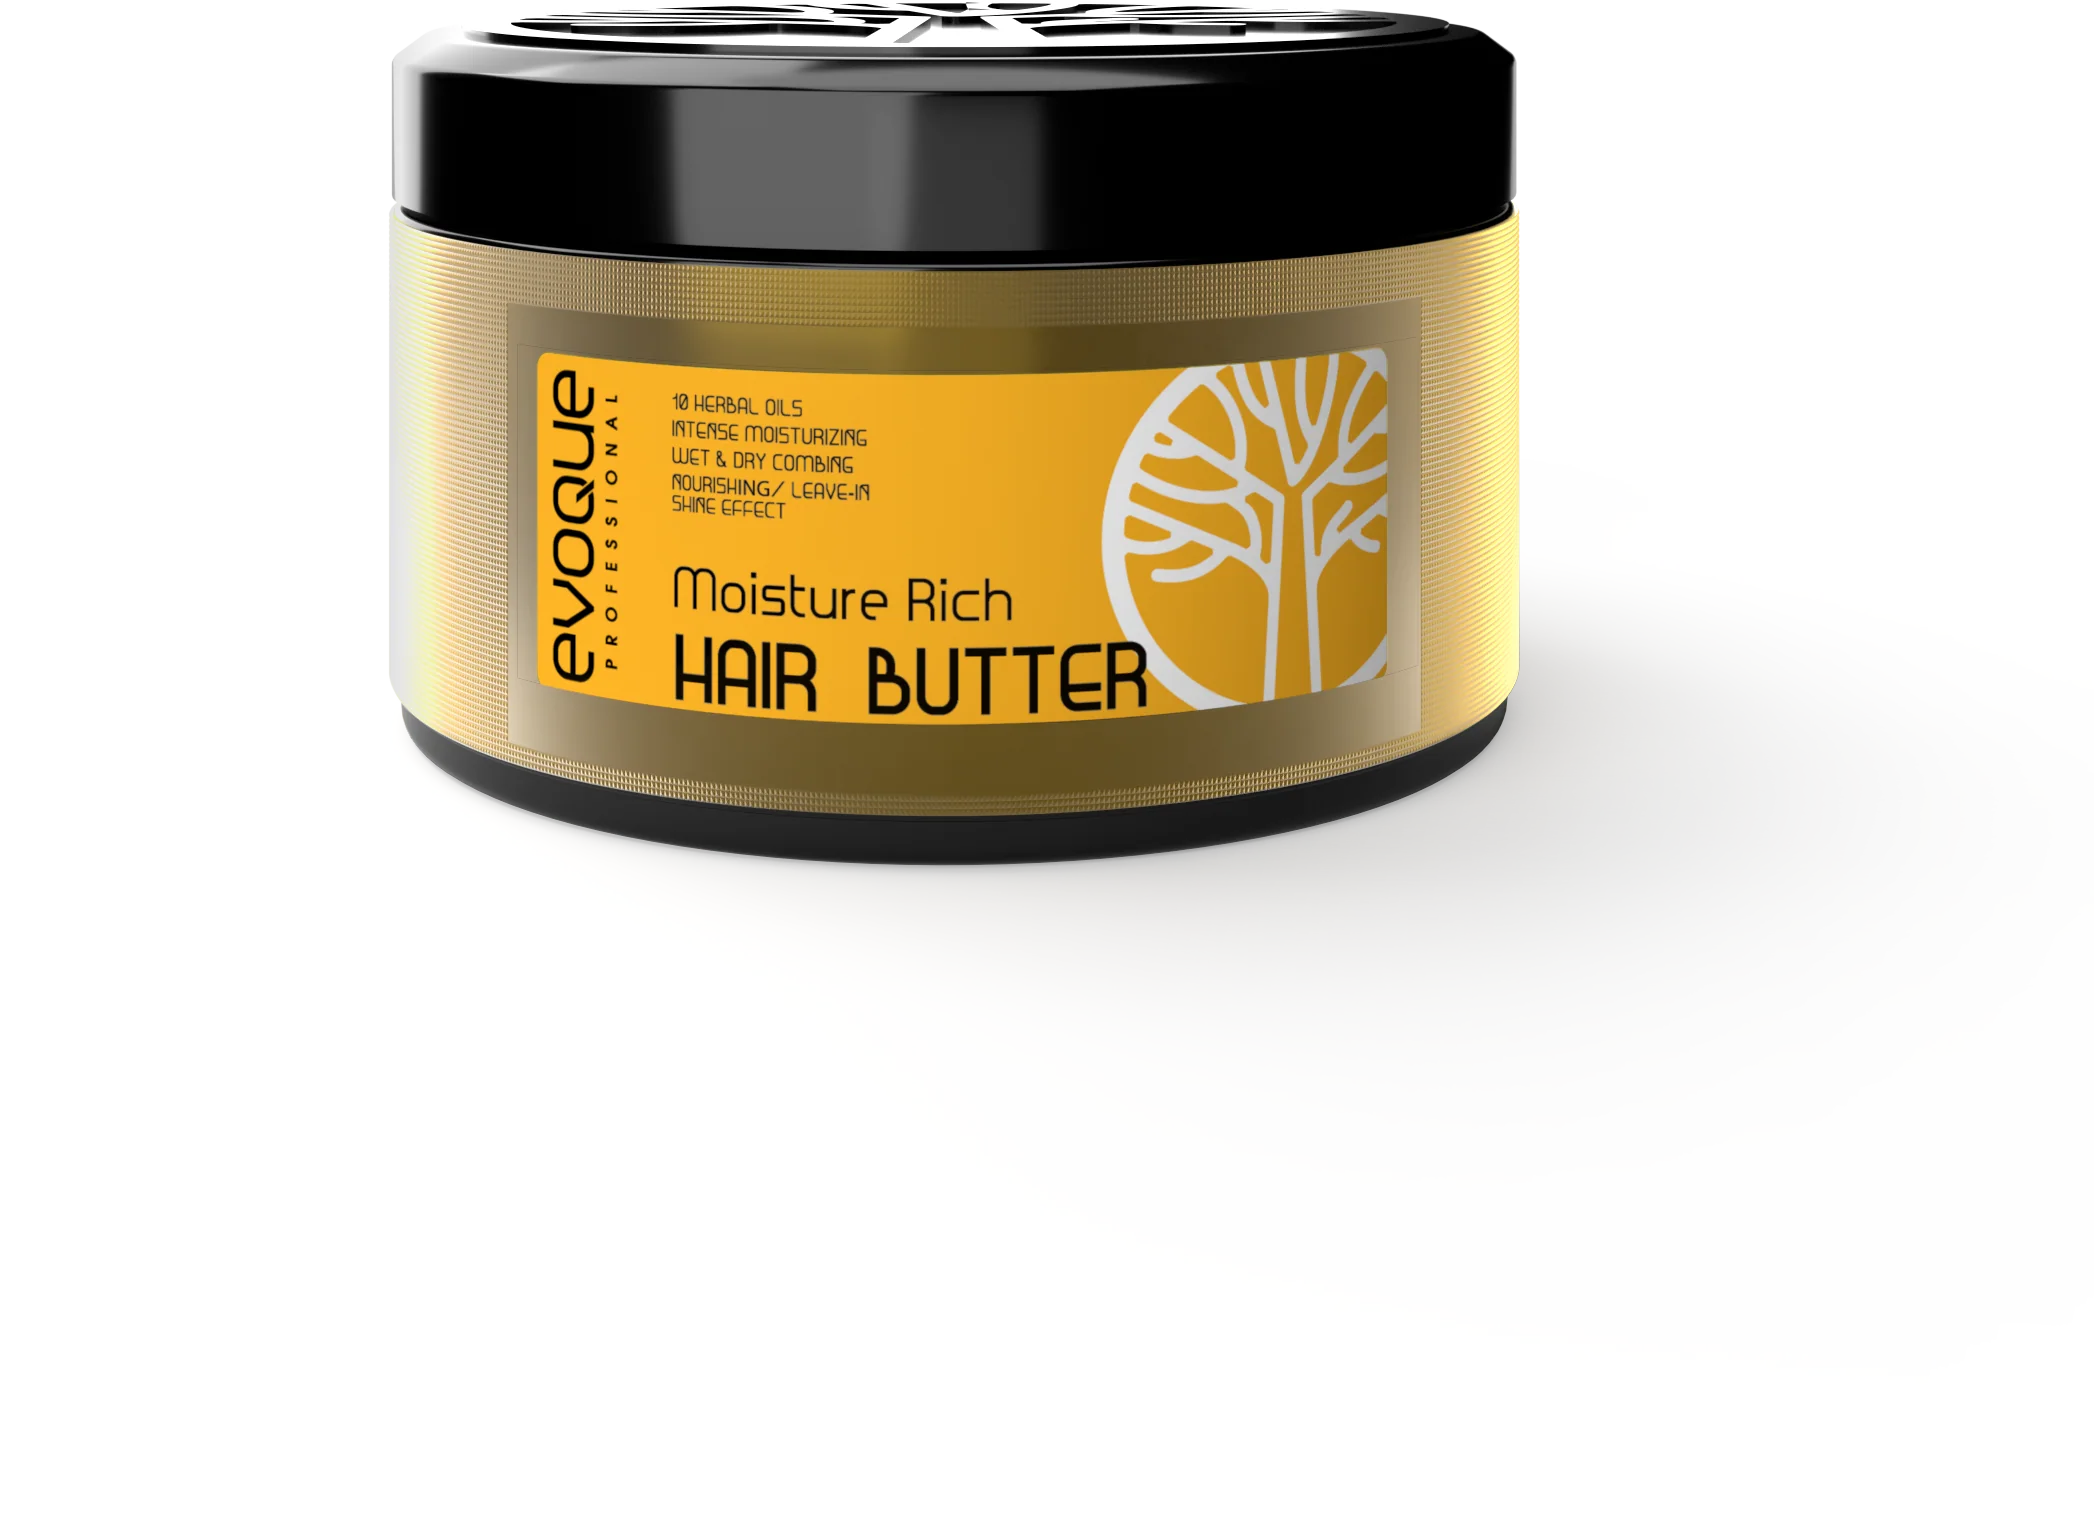 evoque
PROFESSIONAL
10 HERBAL OILS
INTENSE MOISTURIZING
WET & DRY COMBING
NOURISHING/ LEAVE-IN
SHINE EFFECT
Moisture Rich
HAIR BUTTER